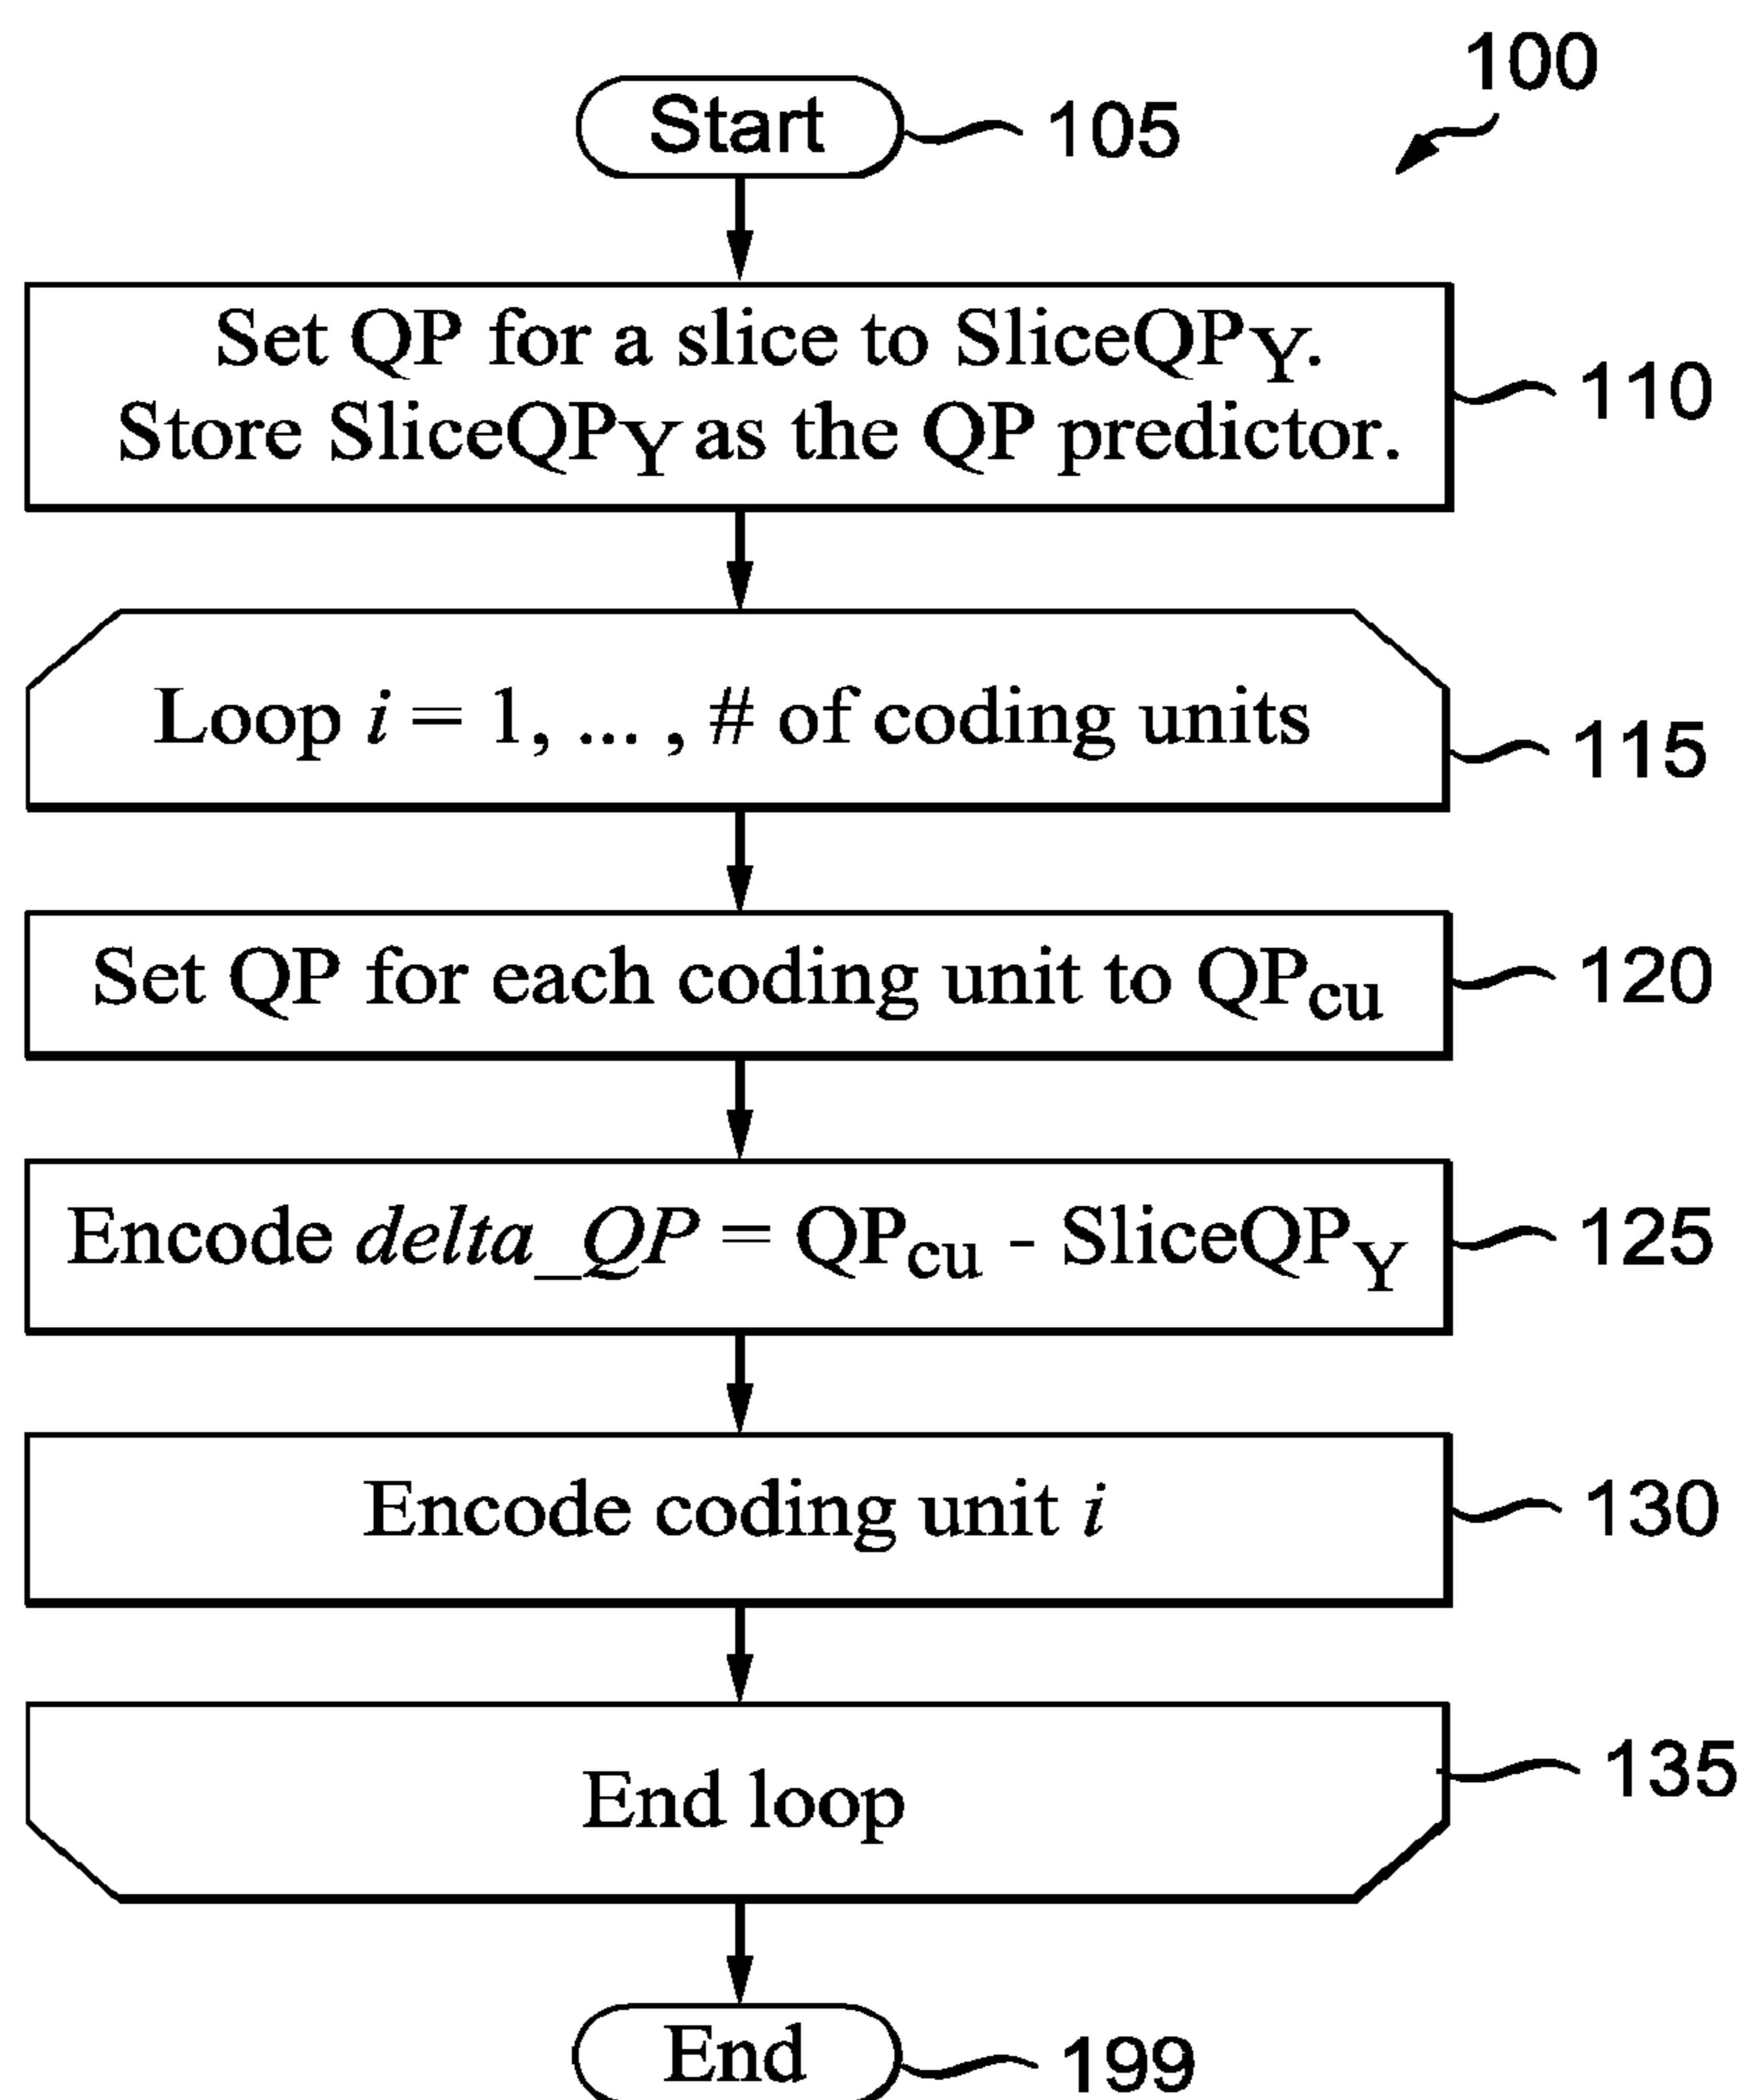 100
Start
105
Set QP for a slice to SliceQPY.
Store SliceQPY as the QP predictor.
110
Loop i = 1, ... , # of coding units
115
Set QP for each coding unit to QPcu
120
Encode delta_QP = QPcu - SliceQPY
125
Encode coding unit i
130
End loop
135
End
199